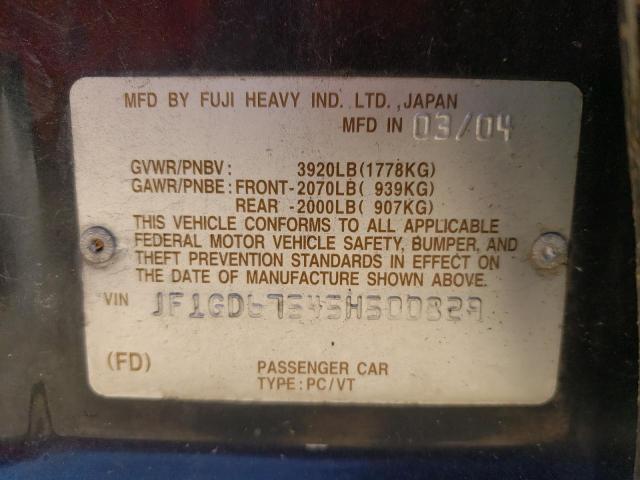 MFD BY FUJI HEAVY IND. LTD., JAPAN
MFD IN 03/04
GVWR/PNBV: 3920LB(1778KG)
GAWR/PNBE: FRONT-2070LB( 939KG)
REAR -2000LB( 907KG)
THIS VEHICLE CONFORMS TO ALL APPLICABLE
FEDERAL MOTOR VEHICLE SAFETY, BUMPER, AND
THEFT PREVENTION STANDARDS IN EFFECT ON
THE DATE OF MANUFACTURE SHOWN ABOVE.
VIN JF1GD67545H500829
(FD) PASSENGER CAR
TYPE: PC/VT